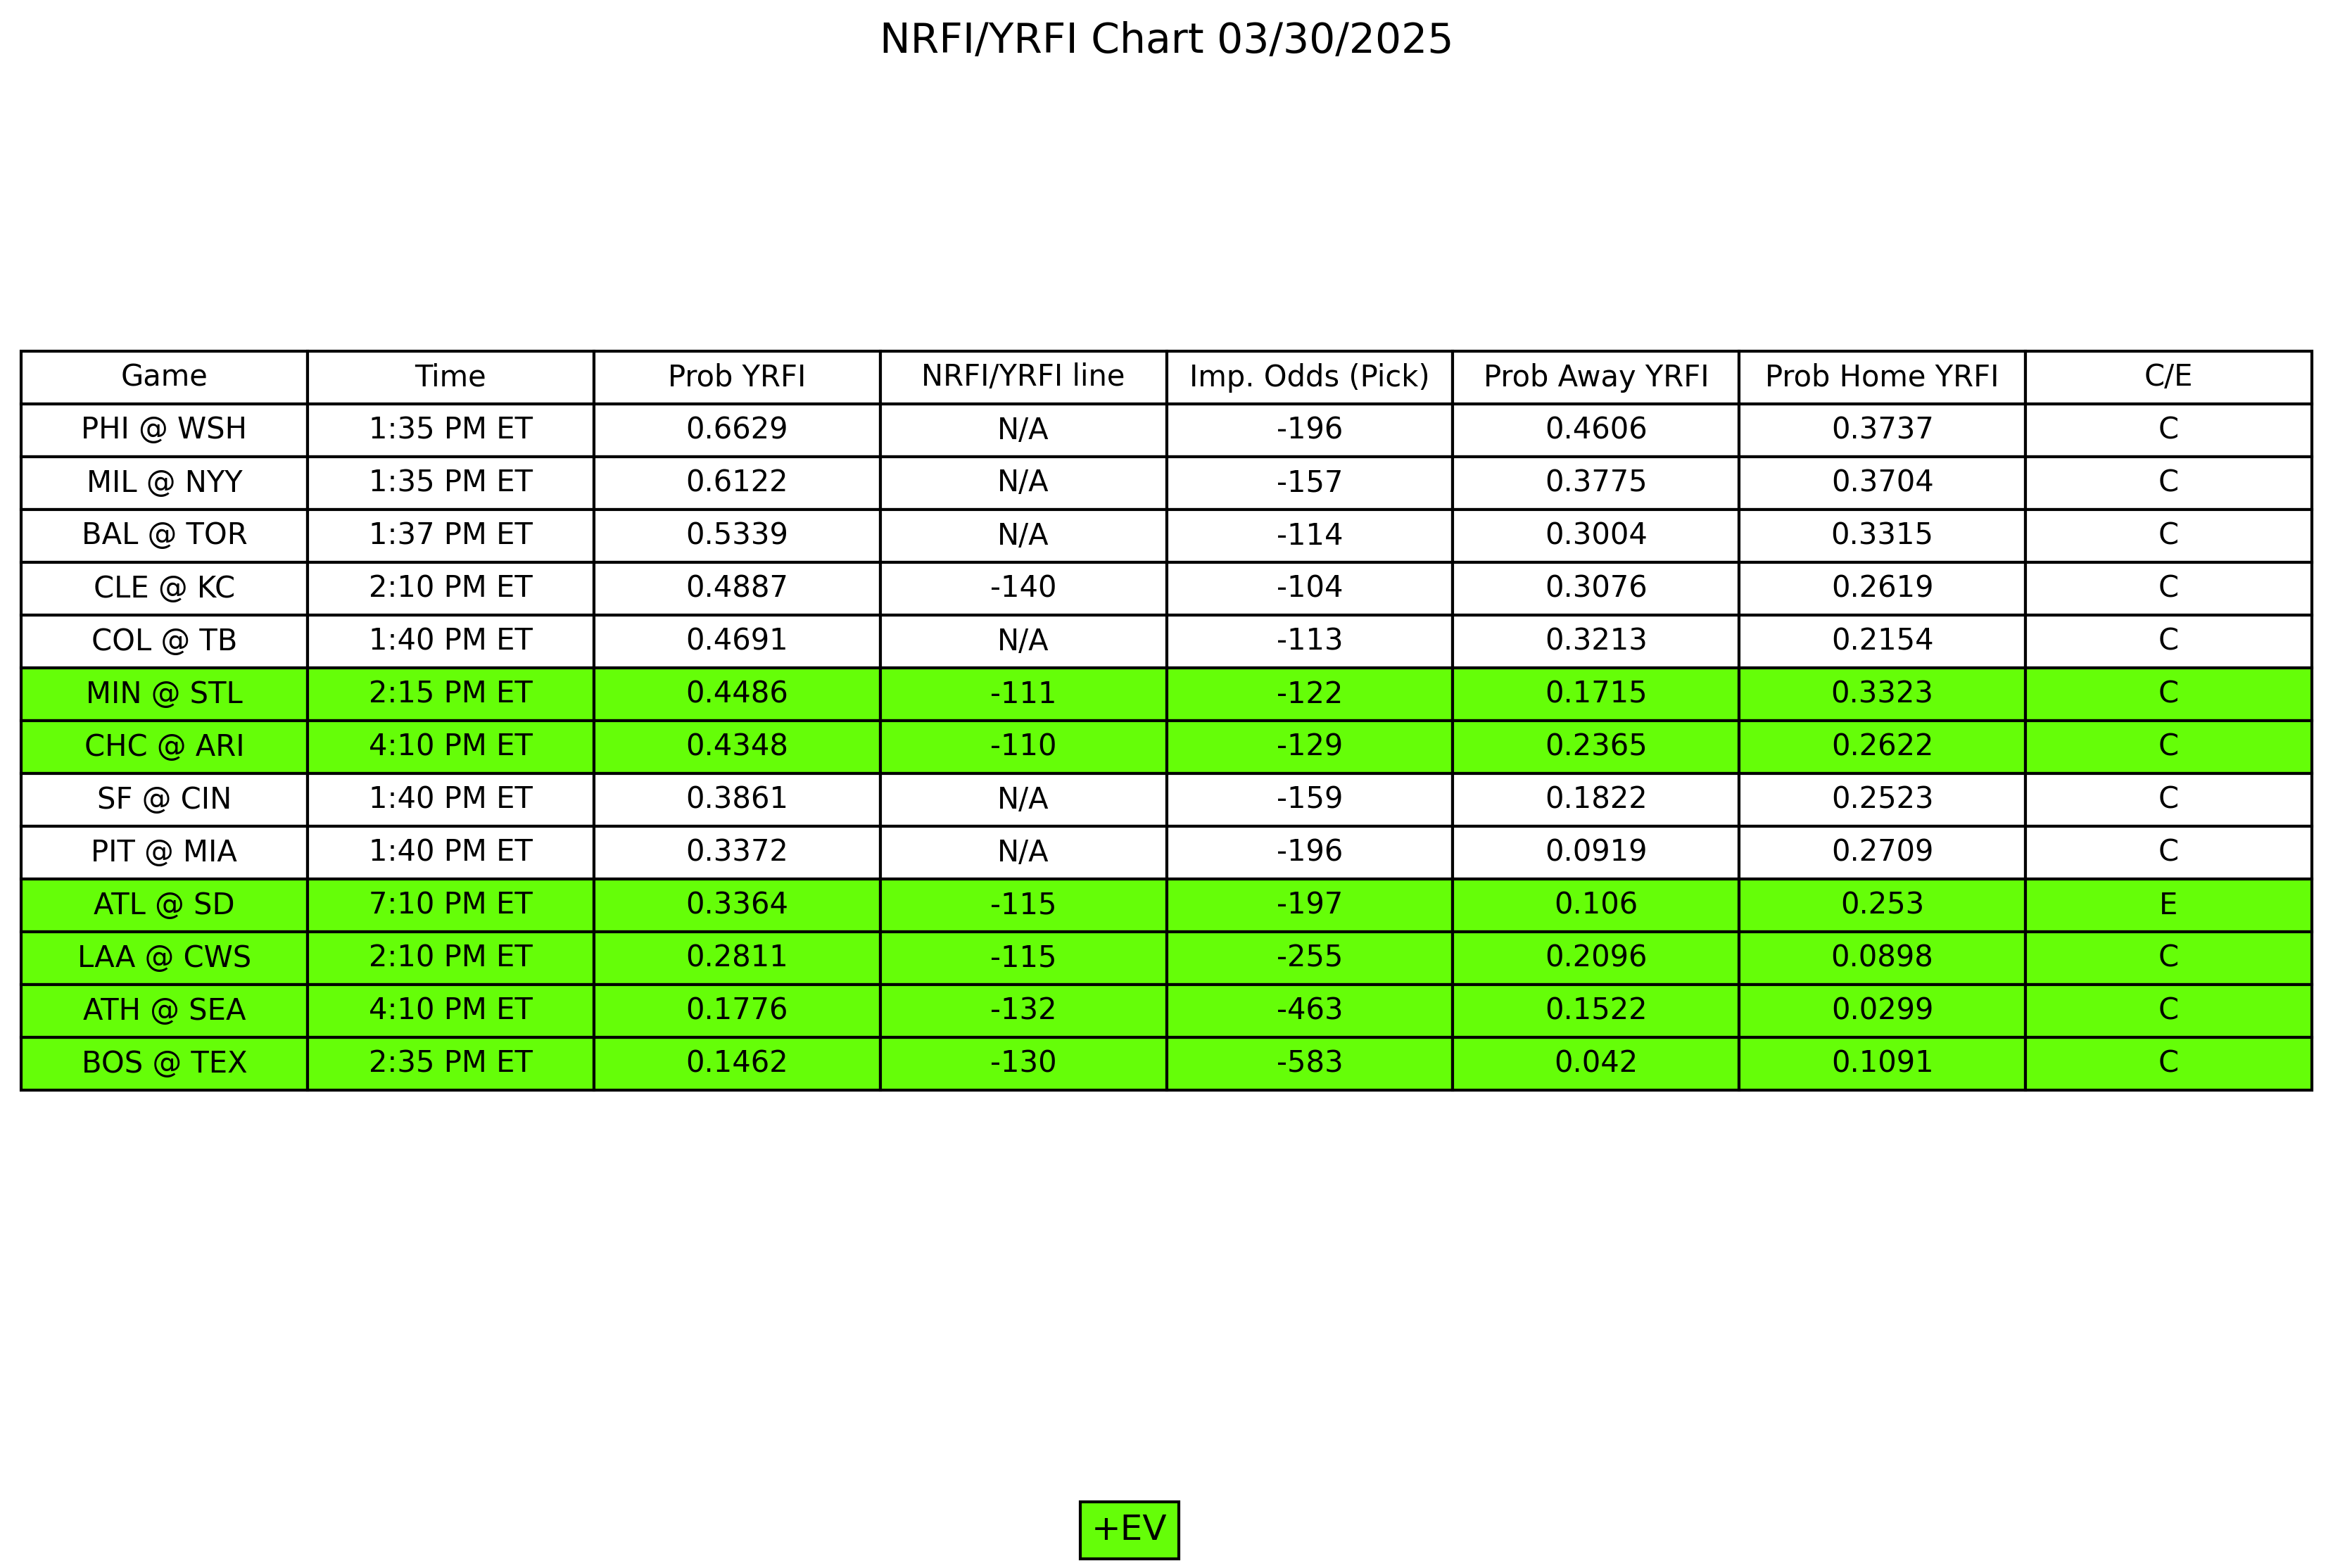 NRFI/YRFI Chart 03/30/2025
Game Time Prob YRFI NRFI/YRFI line Imp. Odds (Pick) Prob Away YRFI Prob Home YRFI C/E
PHI @ WSH 1:35 PM ET 0.6629 N/A -196 0.4606 0.3737 C
MIL @ NYY 1:35 PM ET 0.6122 N/A -157 0.3775 0.3704 C
BAL @ TOR 1:37 PM ET 0.5339 N/A -114 0.3004 0.3315 C
CLE @ KC 2:10 PM ET 0.4887 -140 -104 0.3076 0.2619 C
COL @ TB 1:40 PM ET 0.4691 N/A -113 0.3213 0.2154 C
MIN @ STL 2:15 PM ET 0.4486 -111 -122 0.1715 0.3323 C
CHC @ ARI 4:10 PM ET 0.4348 -110 -129 0.2365 0.2622 C
SF @ CIN 1:40 PM ET 0.3861 N/A -159 0.1822 0.2523 C
PIT @ MIA 1:40 PM ET 0.3372 N/A -196 0.0919 0.2709 C
ATL @ SD 7:10 PM ET 0.3364 -115 -197 0.106 0.253 E
LAA @ CWS 2:10 PM ET 0.2811 -115 -255 0.2096 0.0898 C
ATH @ SEA 4:10 PM ET 0.1776 -132 -463 0.1522 0.0299 C
BOS @ TEX 2:35 PM ET 0.1462 -130 -583 0.042 0.1091 C
+EV